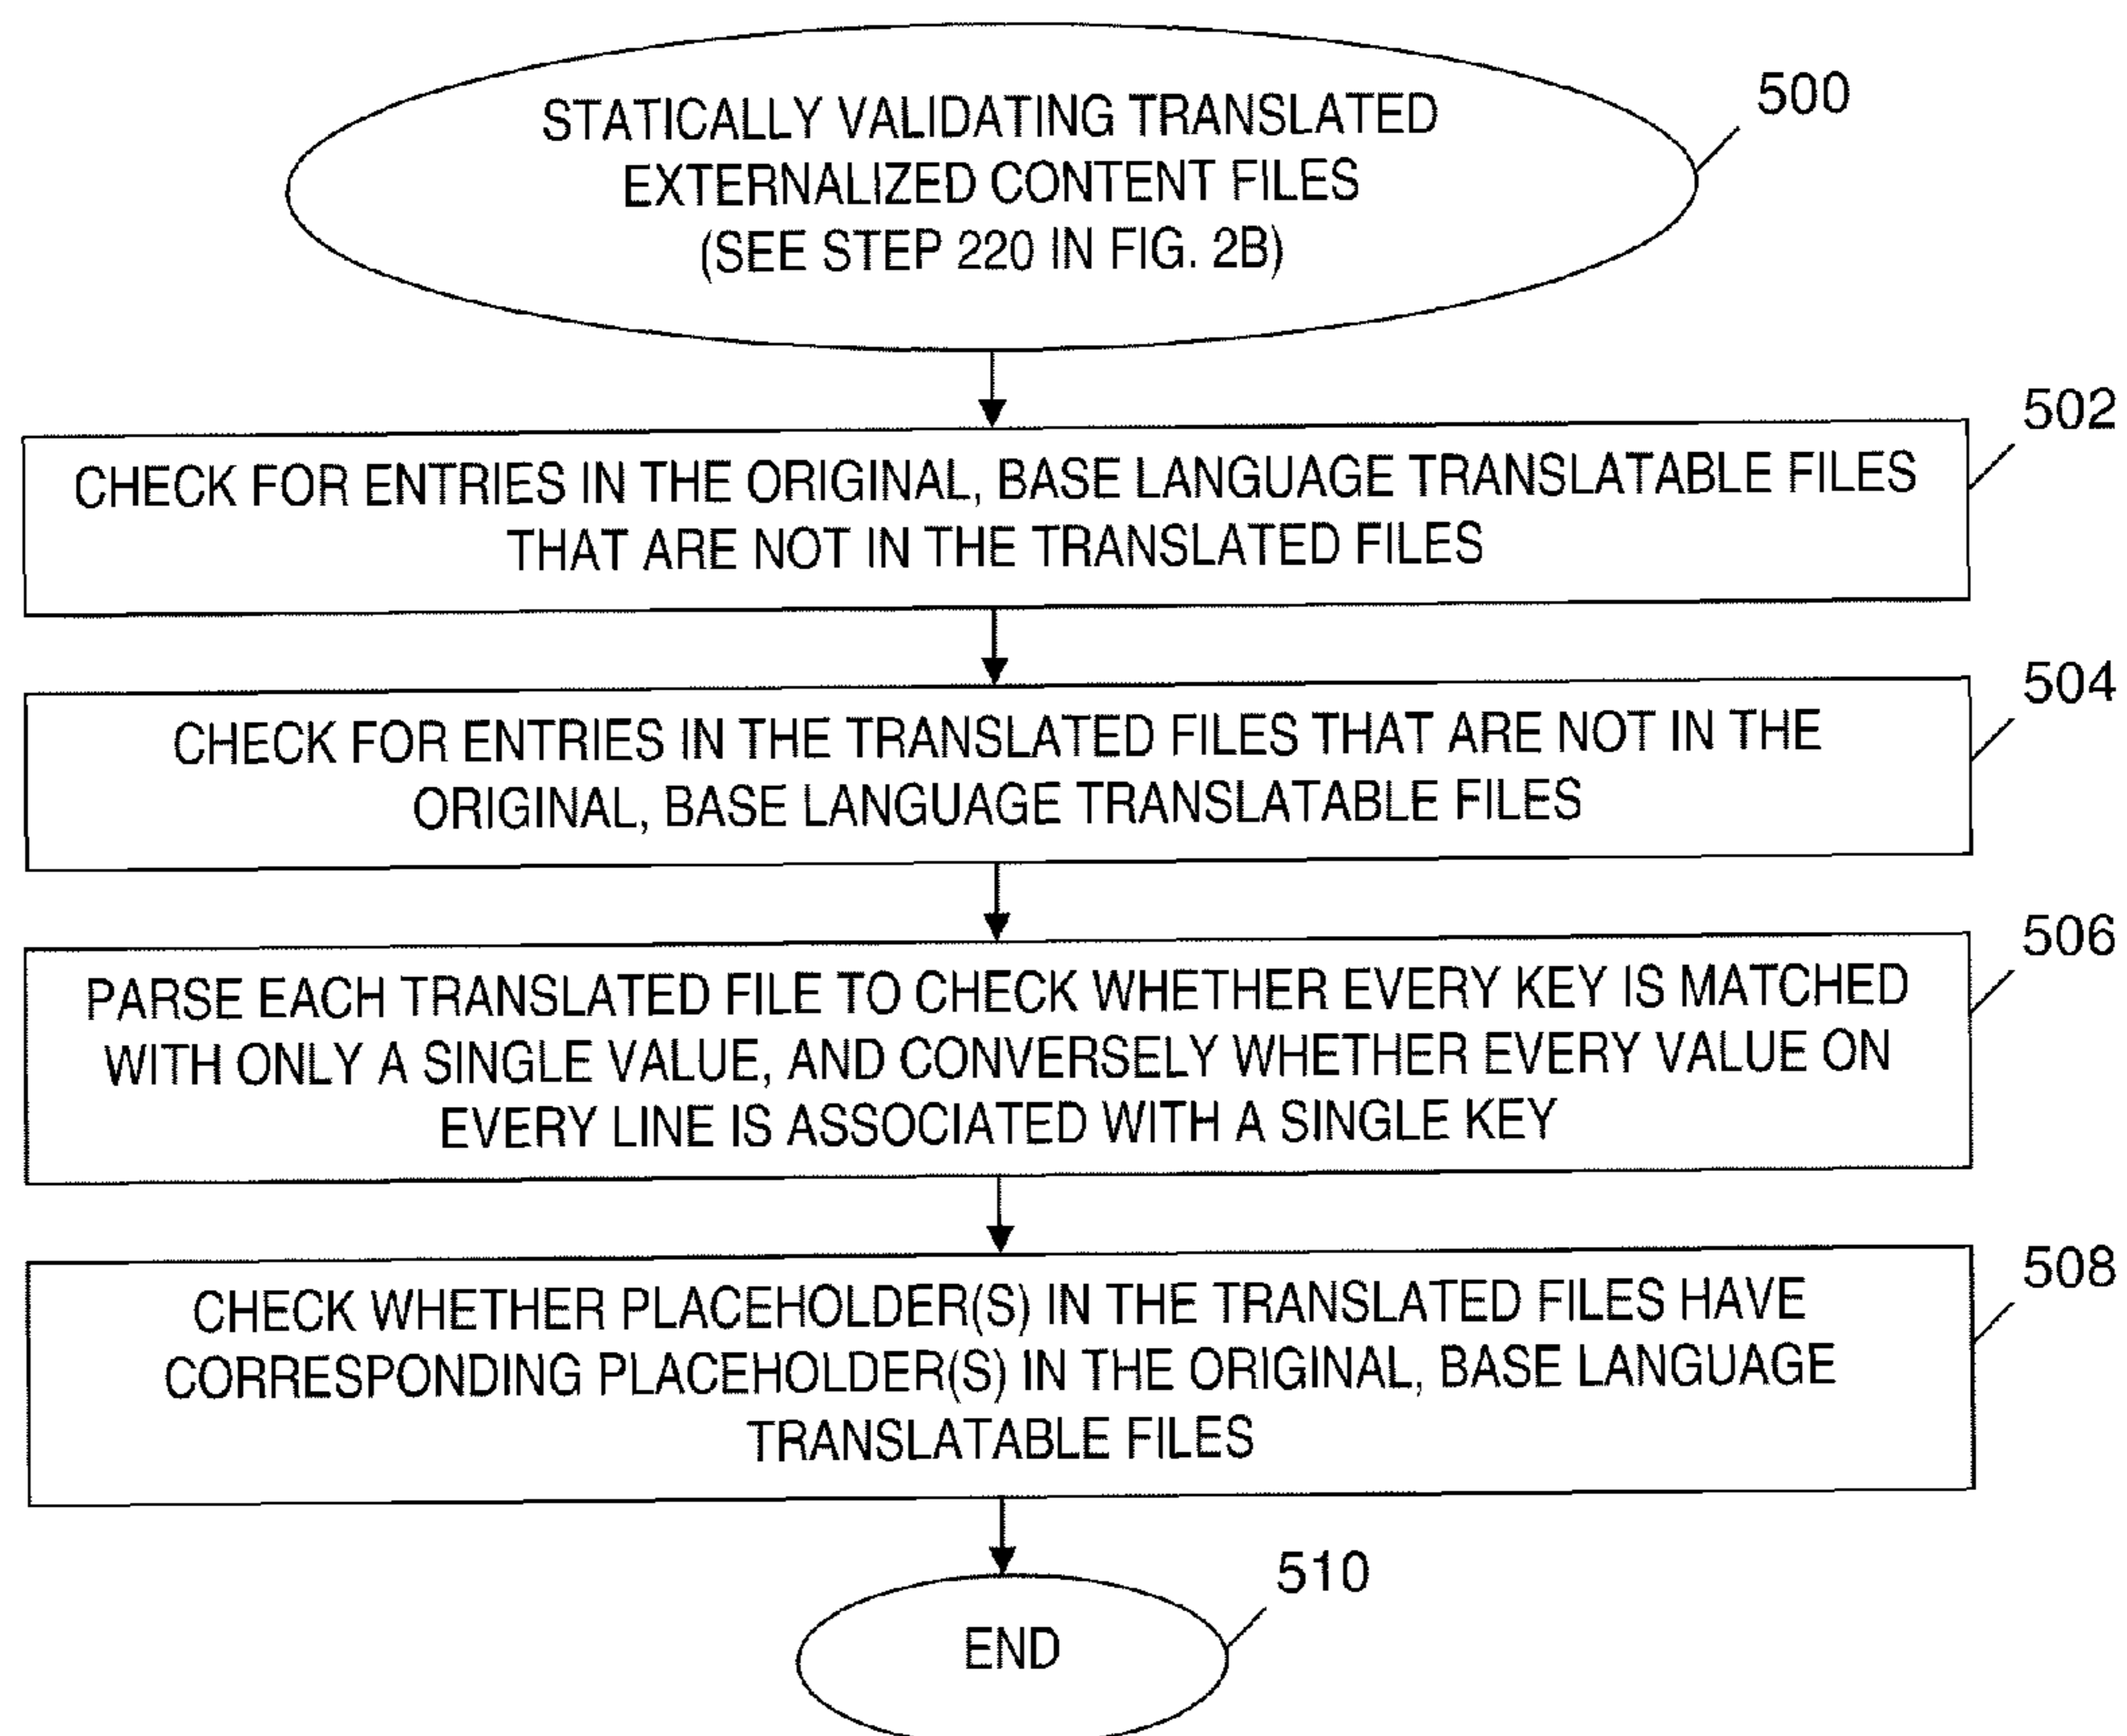 STATICALLY VALIDATING TRANSLATED
EXTERNALIZED CONTENT FILES
(SEE STEP 220 IN FIG. 2B)
500
502
CHECK FOR ENTRIES IN THE ORIGINAL, BASE LANGUAGE TRANSLATABLE FILES
THAT ARE NOT IN THE TRANSLATED FILES
504
CHECK FOR ENTRIES IN THE TRANSLATED FILES THAT ARE NOT IN THE
ORIGINAL, BASE LANGUAGE TRANSLATABLE FILES
506
PARSE EACH TRANSLATED FILE TO CHECK WHETHER EVERY KEY IS MATCHED
WITH ONLY A SINGLE VALUE, AND CONVERSELY WHETHER EVERY VALUE ON
EVERY LINE IS ASSOCIATED WITH A SINGLE KEY
508
CHECK WHETHER PLACEHOLDER(S) IN THE TRANSLATED FILES HAVE
CORRESPONDING PLACEHOLDER(S) IN THE ORIGINAL, BASE LANGUAGE
TRANSLATABLE FILES
510
END